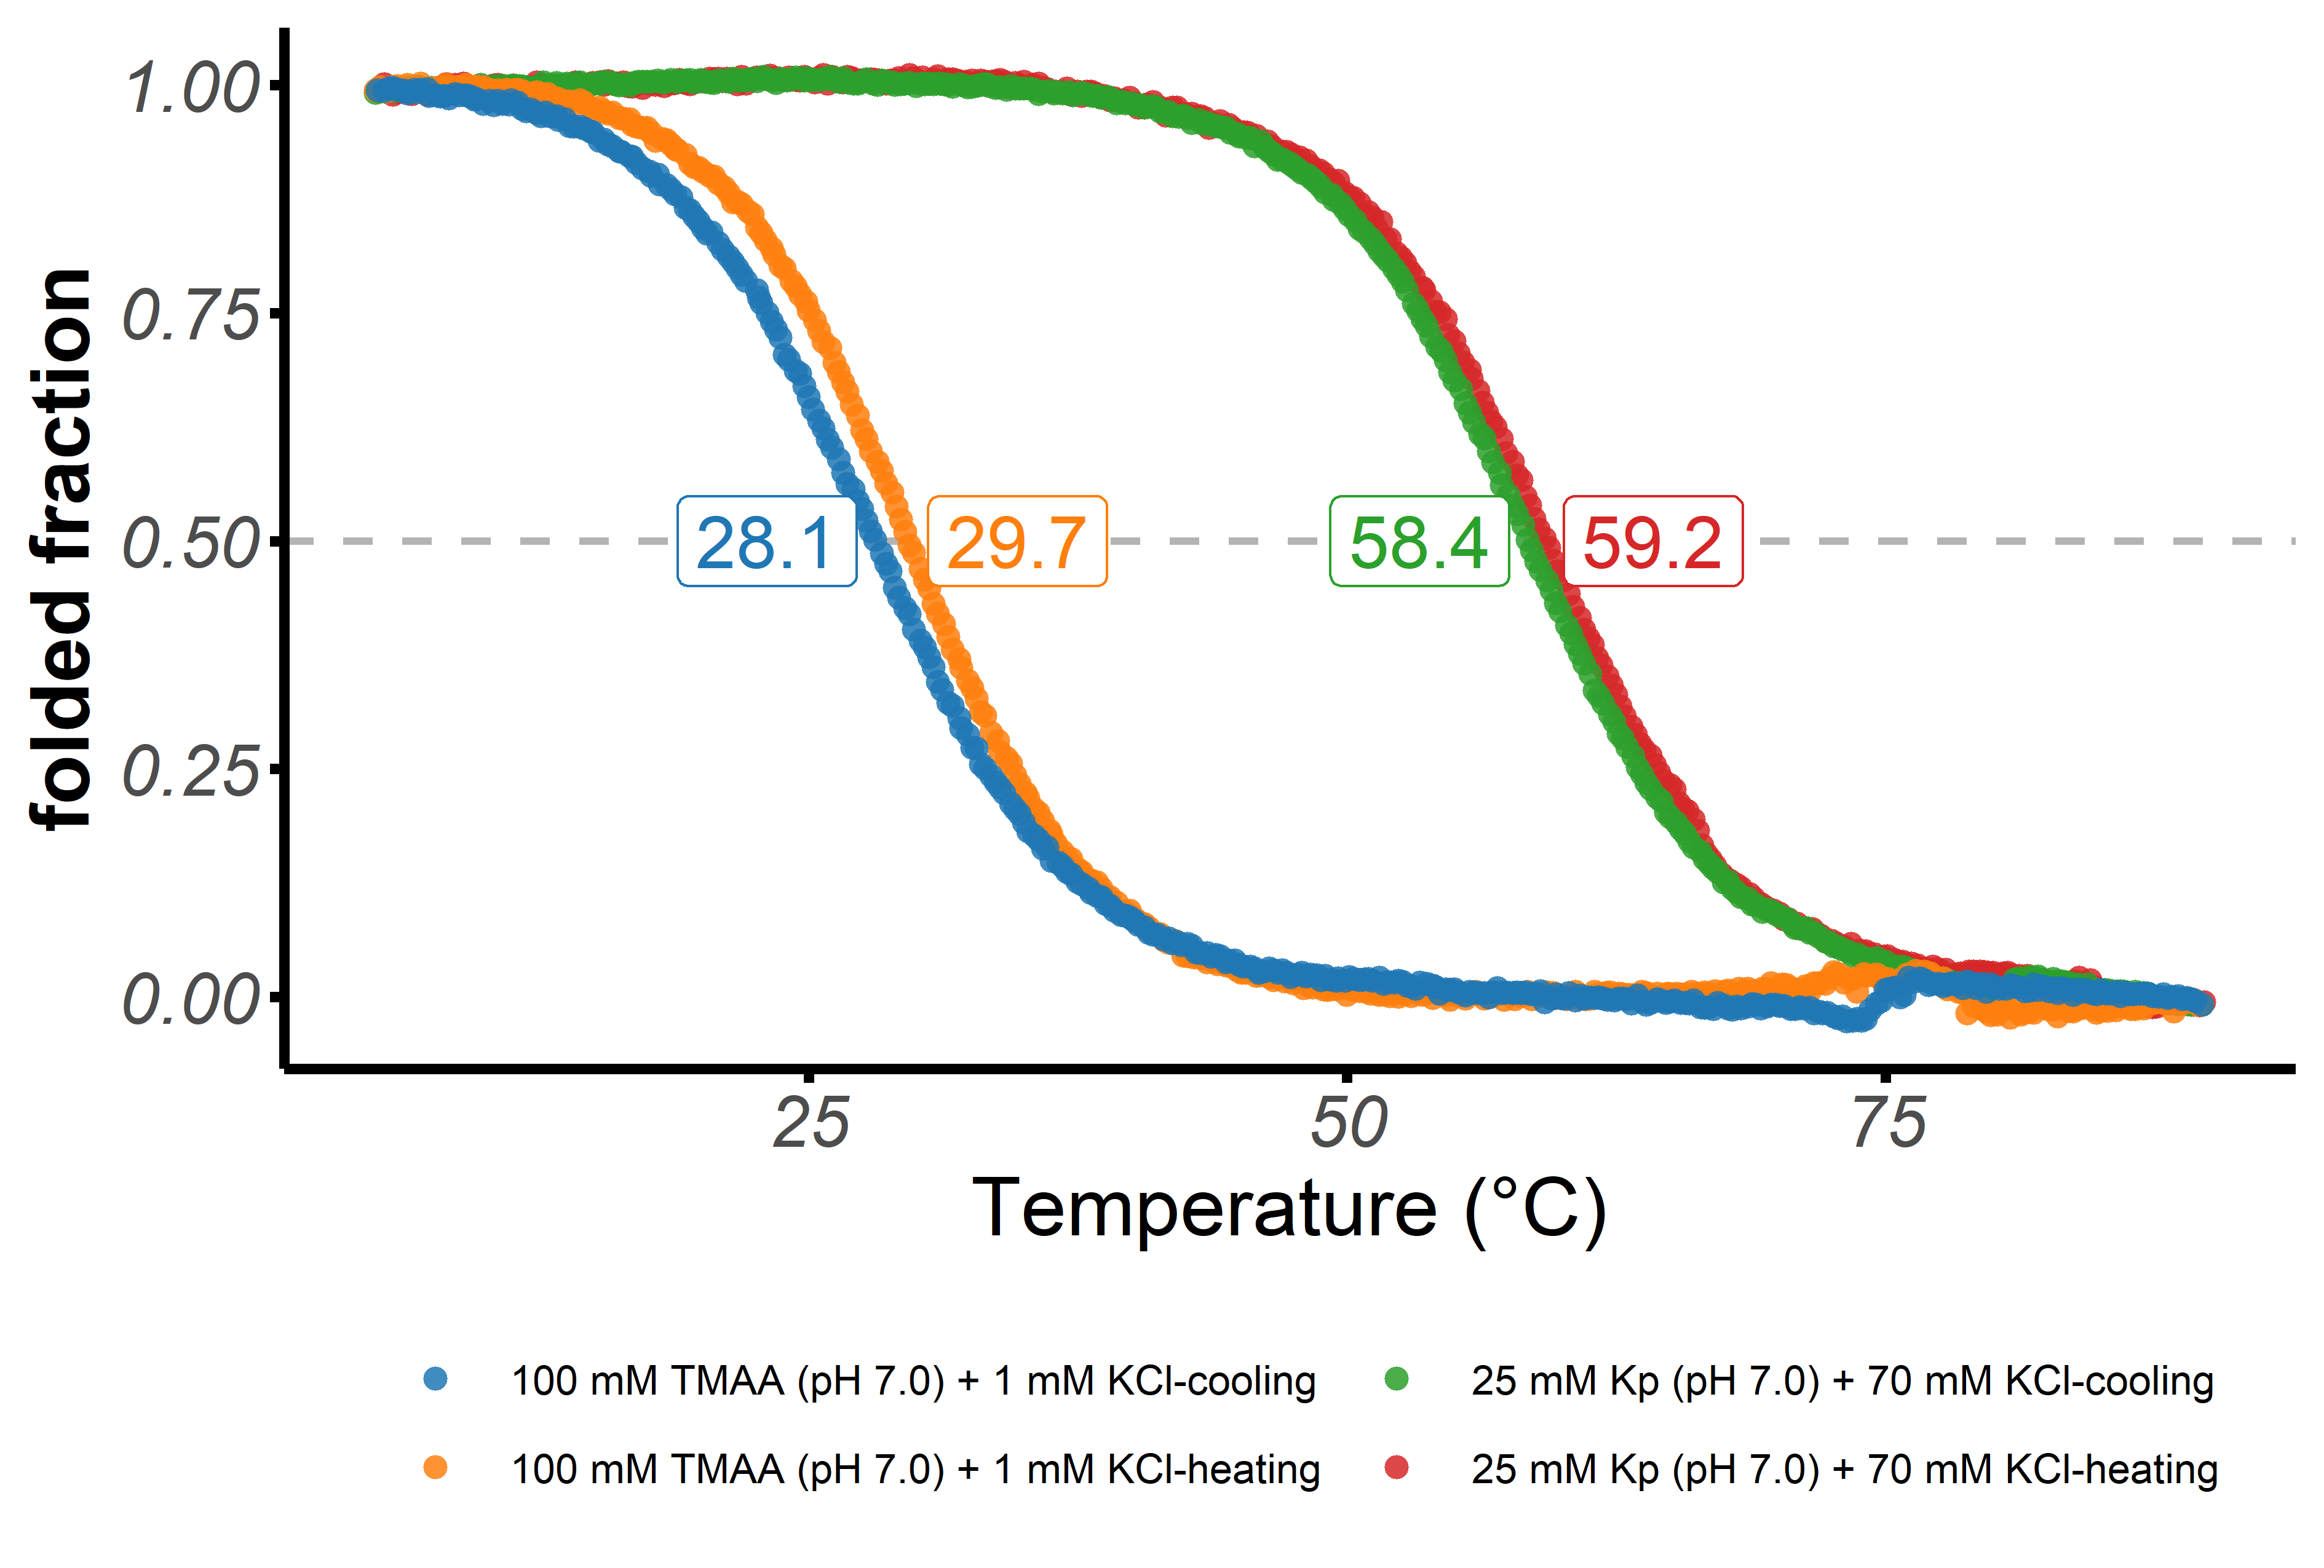 folded fraction
1.00
0.75
0.50
0.25
0.00
28.1
29.7
58.4
59.2
25
50
75
Temperature (°C)
100 mM TMAA (pH 7.0) + 1 mM KCl-cooling
25 mM Kp (pH 7.0) + 70 mM KCl-cooling
100 mM TMAA (pH 7.0) + 1 mM KCl-heating
25 mM Kp (pH 7.0) + 70 mM KCl-heating